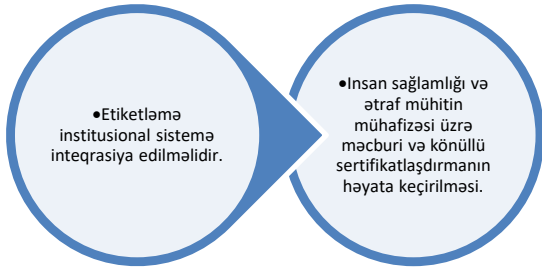 •Etiketləmə
institusional sistemə
inteqrasiya edilməlidir.
•Insan sağlamlığı və
ətraf mühitin
mühafizəsi üzrə
məcburi və könüllü
sertifikatlaşdırmanın
həyata keçirilməsi.